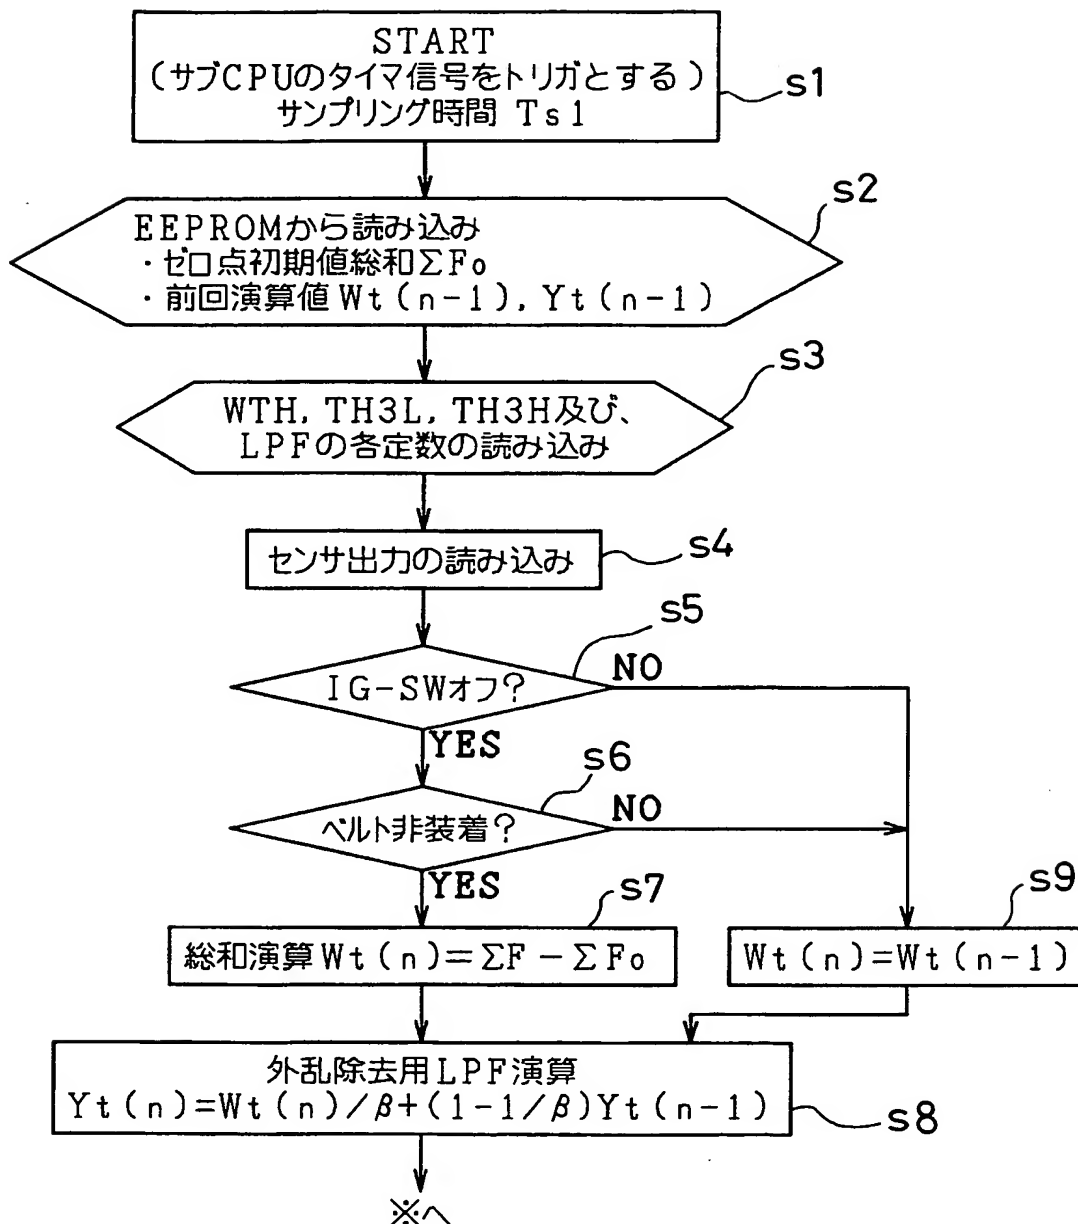 START
(サブCPUのタイマ信号をトリガとする)
サンプリング時間 Ts1
s1
s2
EEPROMから読み込み
・ゼロ点初期値総和ΣFo
・前回演算値Wt(n-1), Yt(n-1)
s3
WTH, TH3L, TH3H及び、
LPFの各定数の読み込み
センサ出力の読み込み
s4
s5
IG-SWオフ?
NO
YES
s6
ベルト非装着?
NO
YES
s7
s9
総和演算Wt(n)=ΣF-ΣFo
Wt(n)=Wt(n-1)
外乱除去用LPF演算
Yt(n)=Wt(n)/β+(1-1/β)Yt(n-1)
s8
※へ